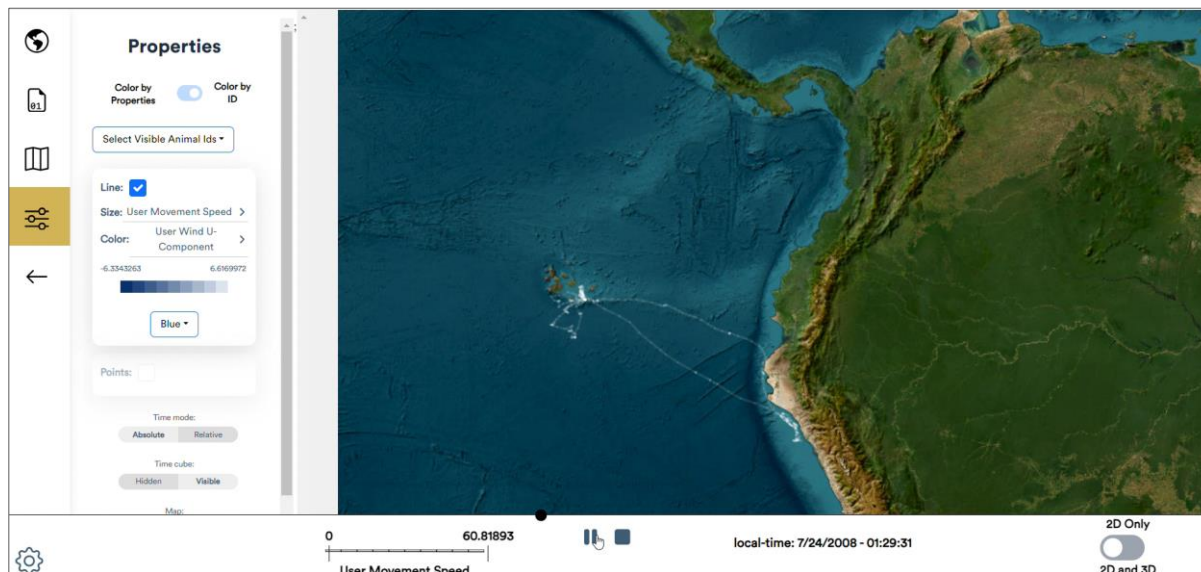 Properties
Color by
Properties
Color by
ID
01
Select Visible Animal Ids
Line:
Size: User Movement Speed
Color: User Wind U-
Component
-6.3343263 6.6169972
Blue
Points:
Time mode:
Absolute Relative
Time cube:
Hidden Visible
Map:
0 60.81893
User Movement Speed
local-time: 7/24/2008 - 01:29:31
2D Only
2D and 3D